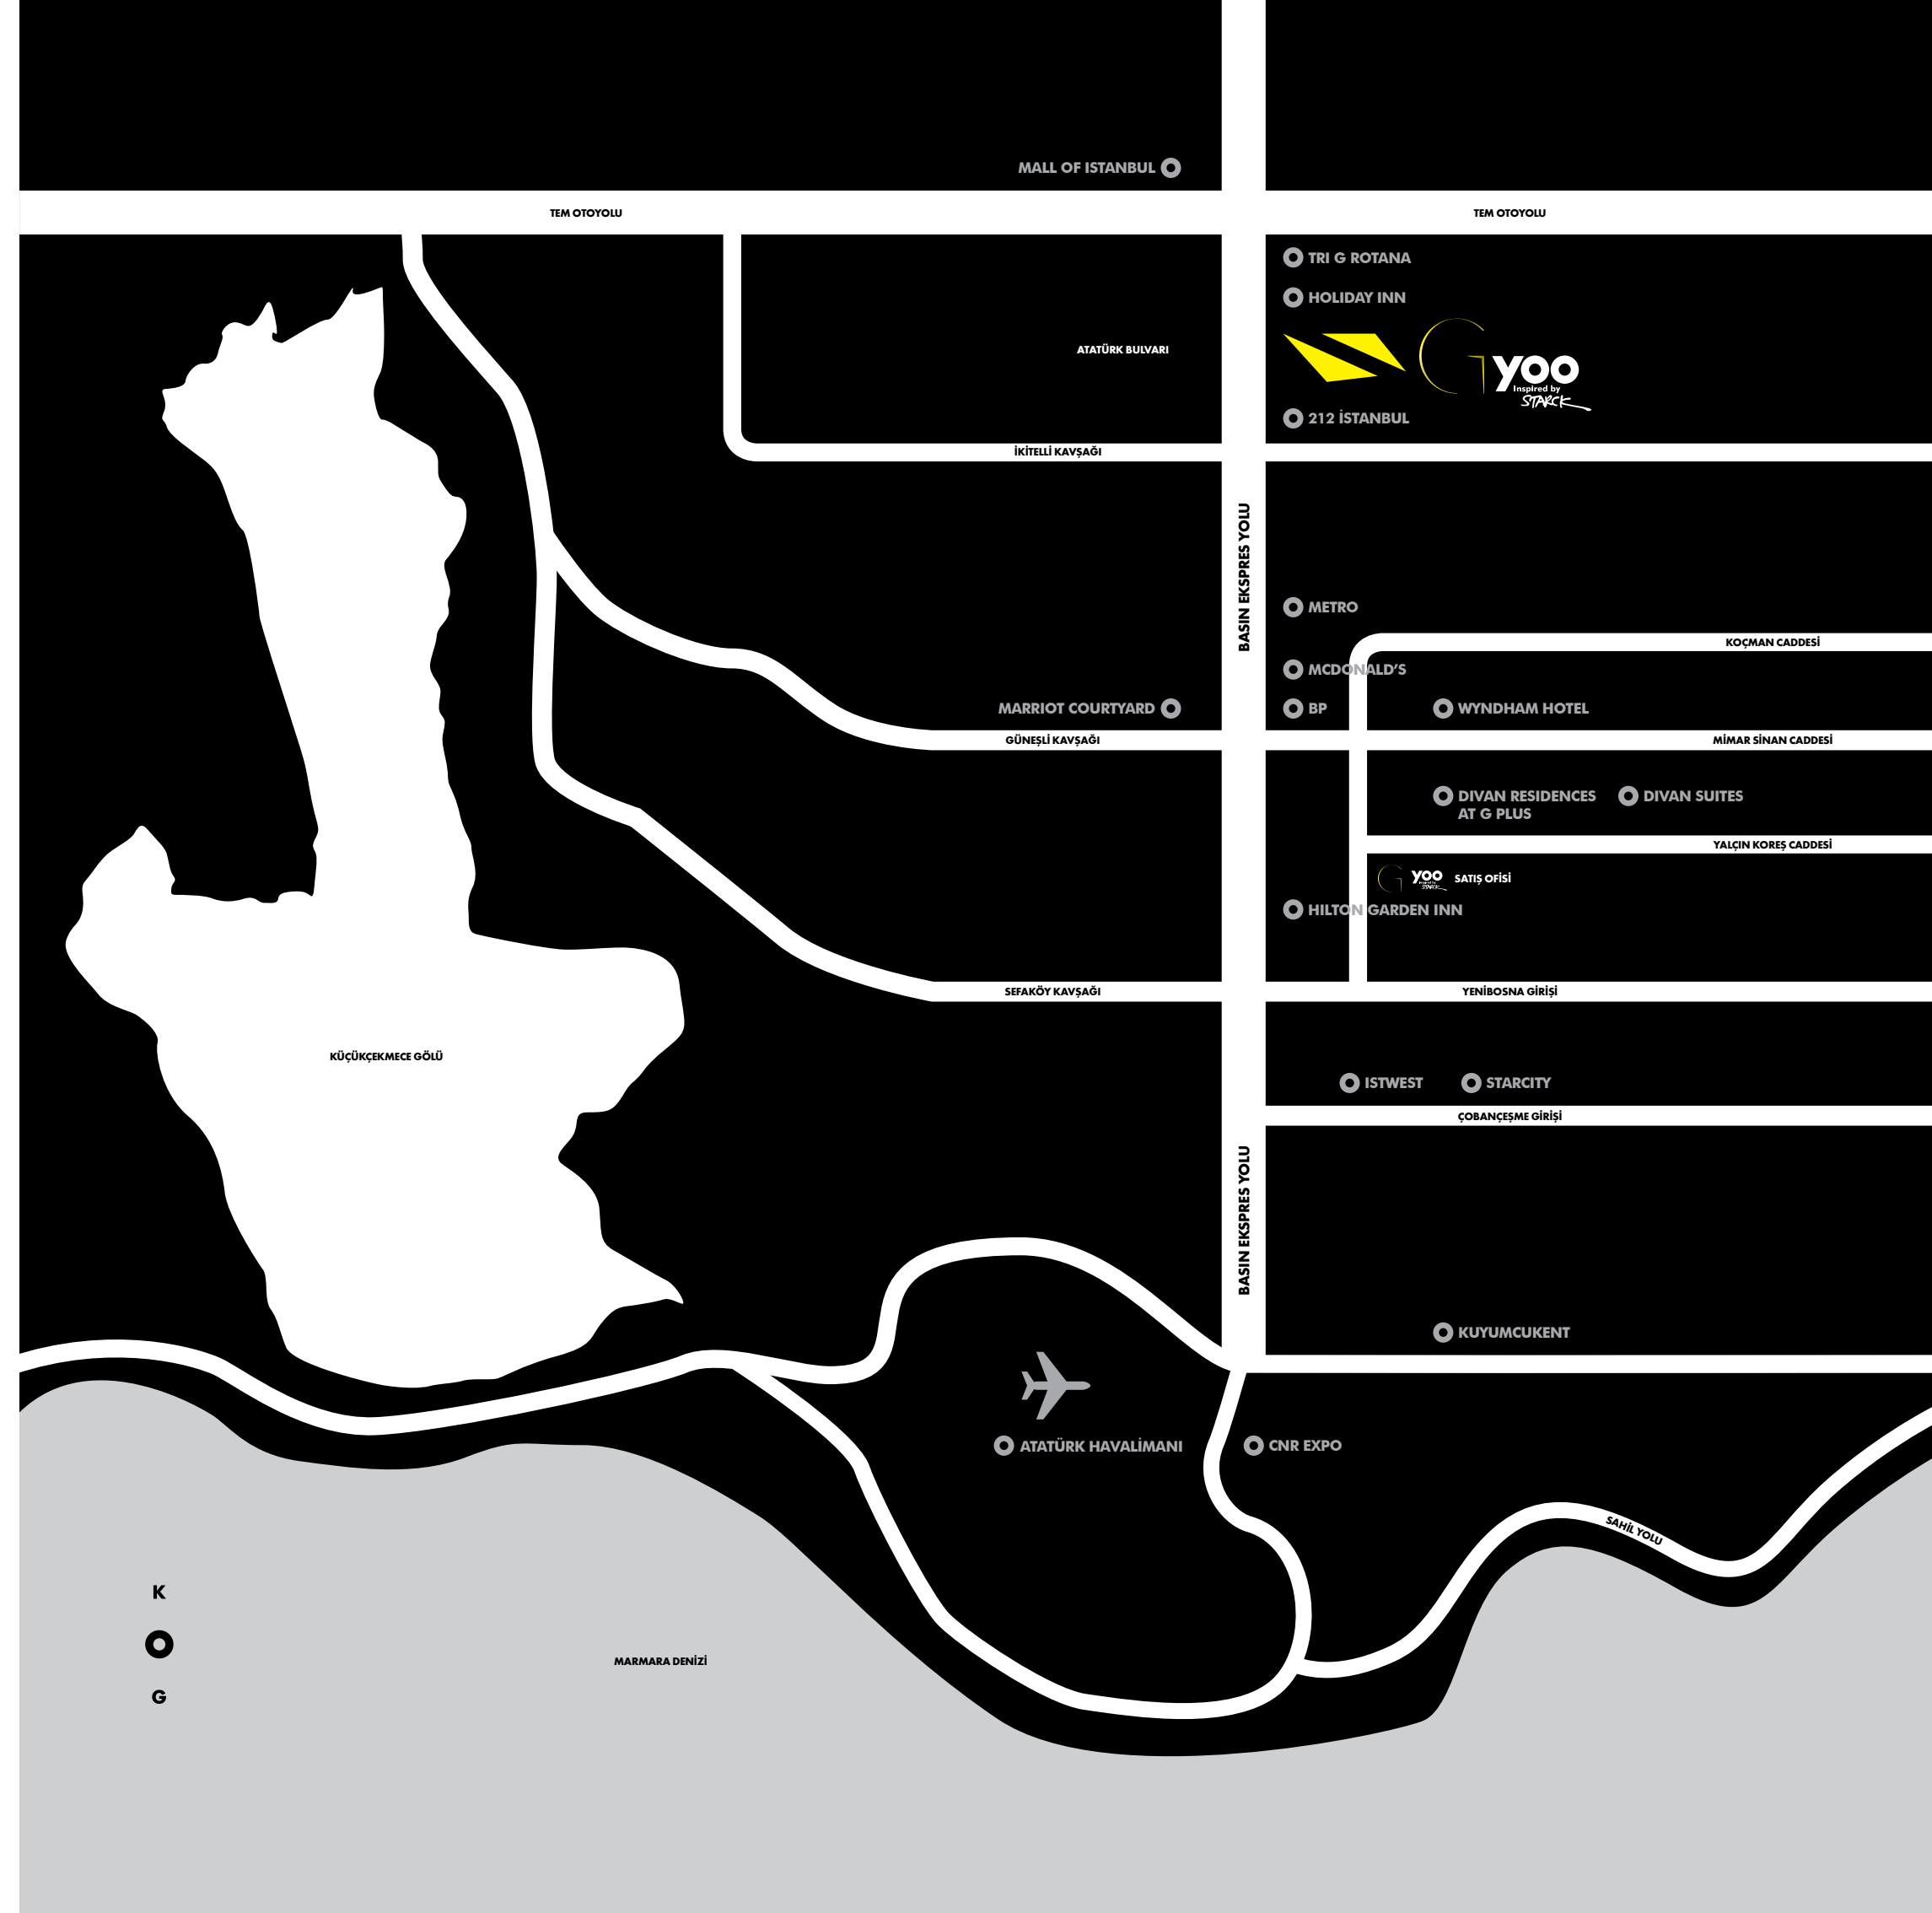 MALL OF ISTANBUL
TEM OTOYOLU
TEM OTOYOLU
TRI G ROTANA
HOLIDAY INN
ATATÜRK BULVARI
G yoo
Inspired by
STARCK
212 İSTANBUL
İKİTELLİ KAVŞAĞI
BASIN EKSPRES YOLU
METRO
KOÇMAN CADDESİ
MCDONALD'S
MARRIOT COURTYARD
BP
WYNDHAM HOTEL
GÜNEŞLİ KAVŞAĞI
MİMAR SİNAN CADDESİ
DIVAN RESIDENCES
AT G PLUS
DIVAN SUITES
YALÇIN KOREŞ CADDESİ
G yoo
Inspired by
STARCK
SATIŞ OFİSİ
HILTON GARDEN INN
SEFAKÖY KAVŞAĞI
YENİBOSNA GİRİŞİ
KÜÇÜKÇEKMECE GÖLÜ
ISTWEST
STARCITY
ÇOBANÇEŞME GİRİŞİ
BASIN EKSPRES YOLU
KUYUMCUKENT
ATATÜRK HAVALİMANI
CNR EXPO
SAHİL YOLU
K
G
MARMARA DENİZİ